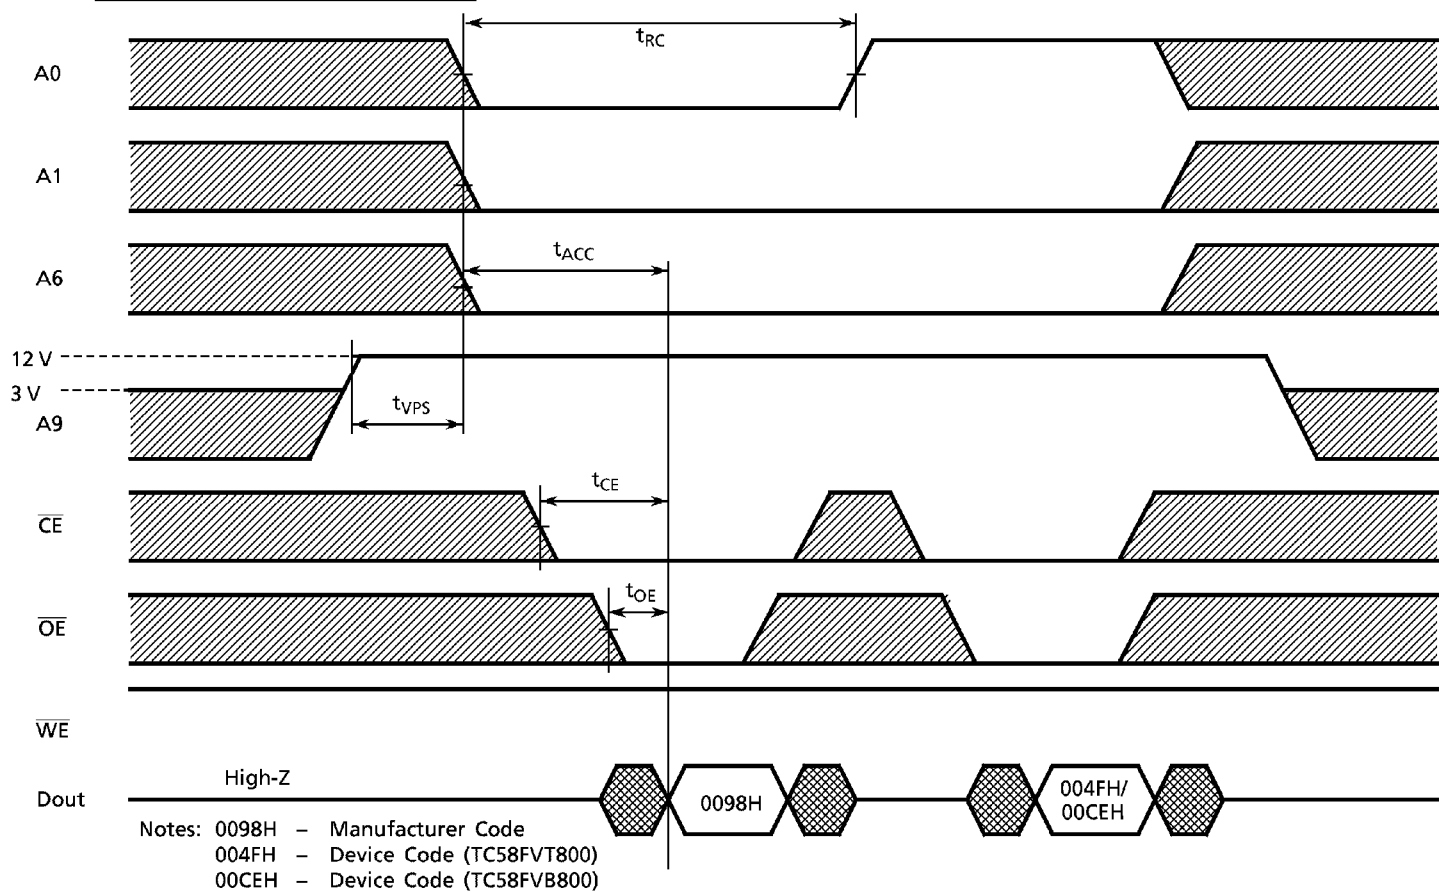 tRC
A0
A1
tACC
A6
12 V
3 V
tVPS
A9
tCE
CE
tOE
OE
WE
High-Z
Dout
0098H
004FH/
00CEH
Notes: 0098H – Manufacturer Code
004FH – Device Code (TC58FVT800)
00CEH – Device Code (TC58FVB800)